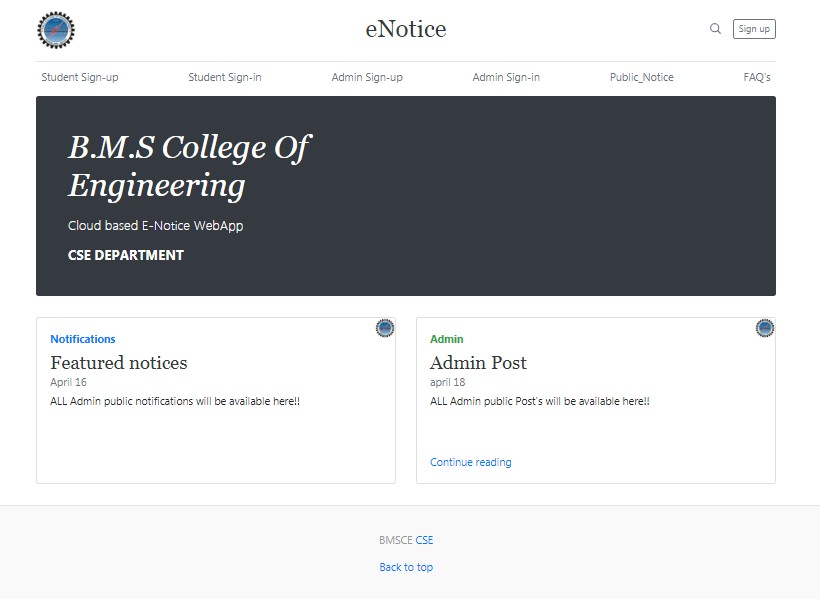 eNotice
Sign up
Student Sign-up
Student Sign-in
Admin Sign-up
Admin Sign-in
Public_Notice
FAQ's
B.M.S College Of
Engineering
Cloud based E-Notice WebApp
CSE DEPARTMENT
Notifications
Featured notices
April 16
ALL Admin public notifications will be available here!!
Admin
Admin Post
april 18
ALL Admin public Post's will be available here!!
Continue reading
BMSCE CSE
Back to top